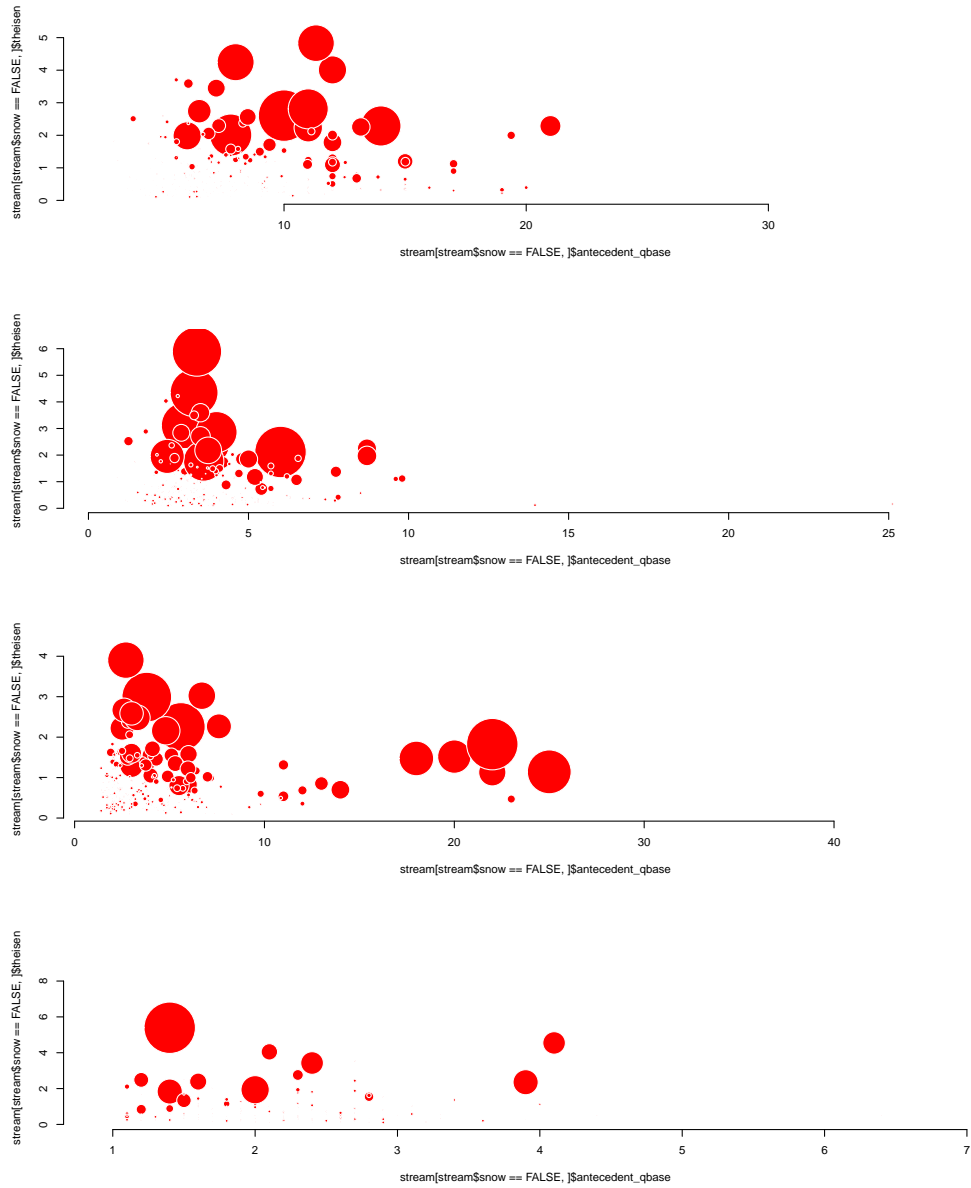 stream[stream$snow == FALSE, ]$theisen
0 1 2 3 4 5
10 20 30
stream[stream$snow == FALSE, ]$antecedent_qbase
stream[stream$snow == FALSE, ]$theisen
0 1 2 3 4 5 6
0 5 10 15 20 25
stream[stream$snow == FALSE, ]$antecedent_qbase
stream[stream$snow == FALSE, ]$theisen
0 1 2 3 4
0 10 20 30 40
stream[stream$snow == FALSE, ]$antecedent_qbase
stream[stream$snow == FALSE, ]$theisen
0 2 4 6 8
1 2 3 4 5 6 7
stream[stream$snow == FALSE, ]$antecedent_qbase